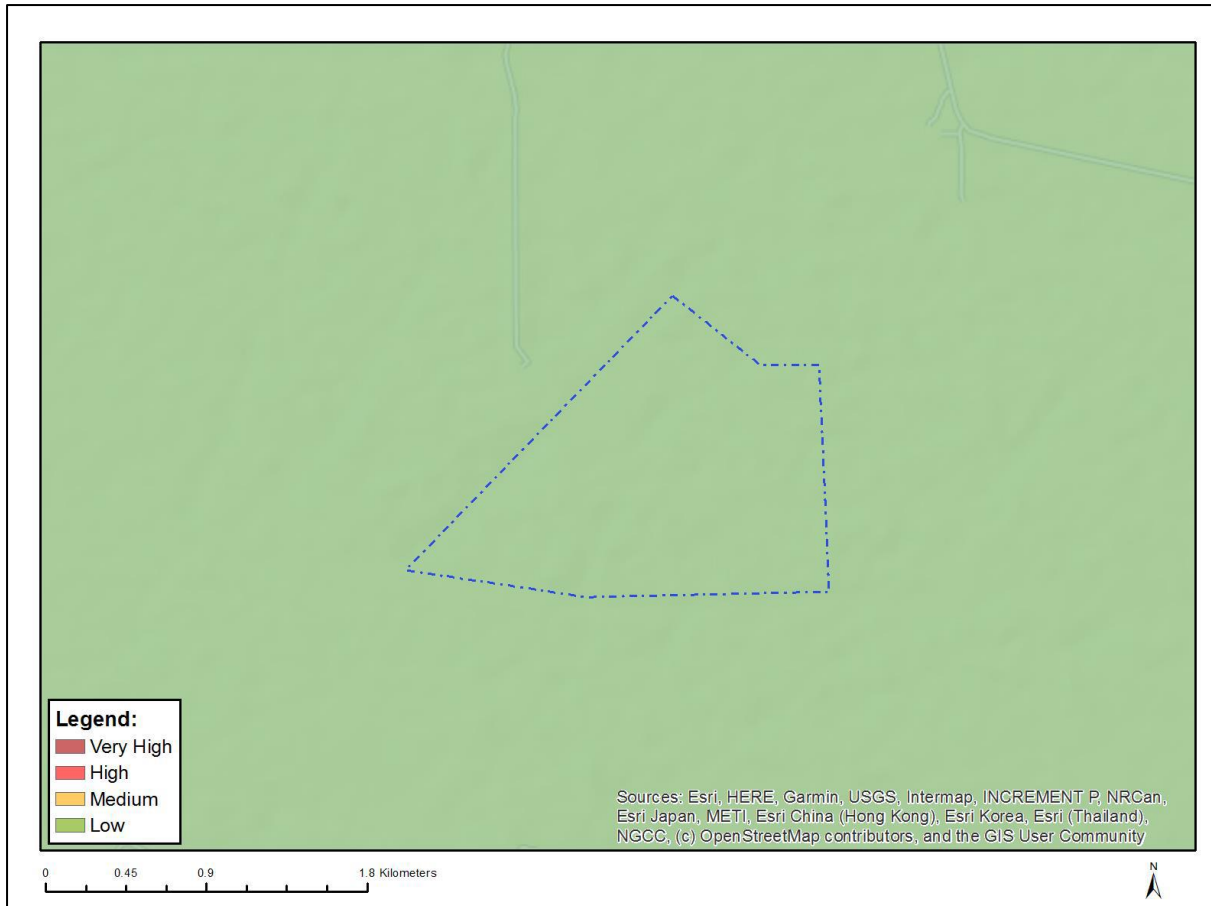 Legend:
Very High
High
Medium
Low
Sources: Esri, HERE, Garmin, USGS, Intermap, INCREMENT P, NRCan,
Esri Japan, METI, Esri China (Hong Kong), Esri Korea, Esri (Thailand),
NGCC, (c) OpenStreetMap contributors, and the GIS User Community
0 0.45 0.9 1.8 Kilometers
N